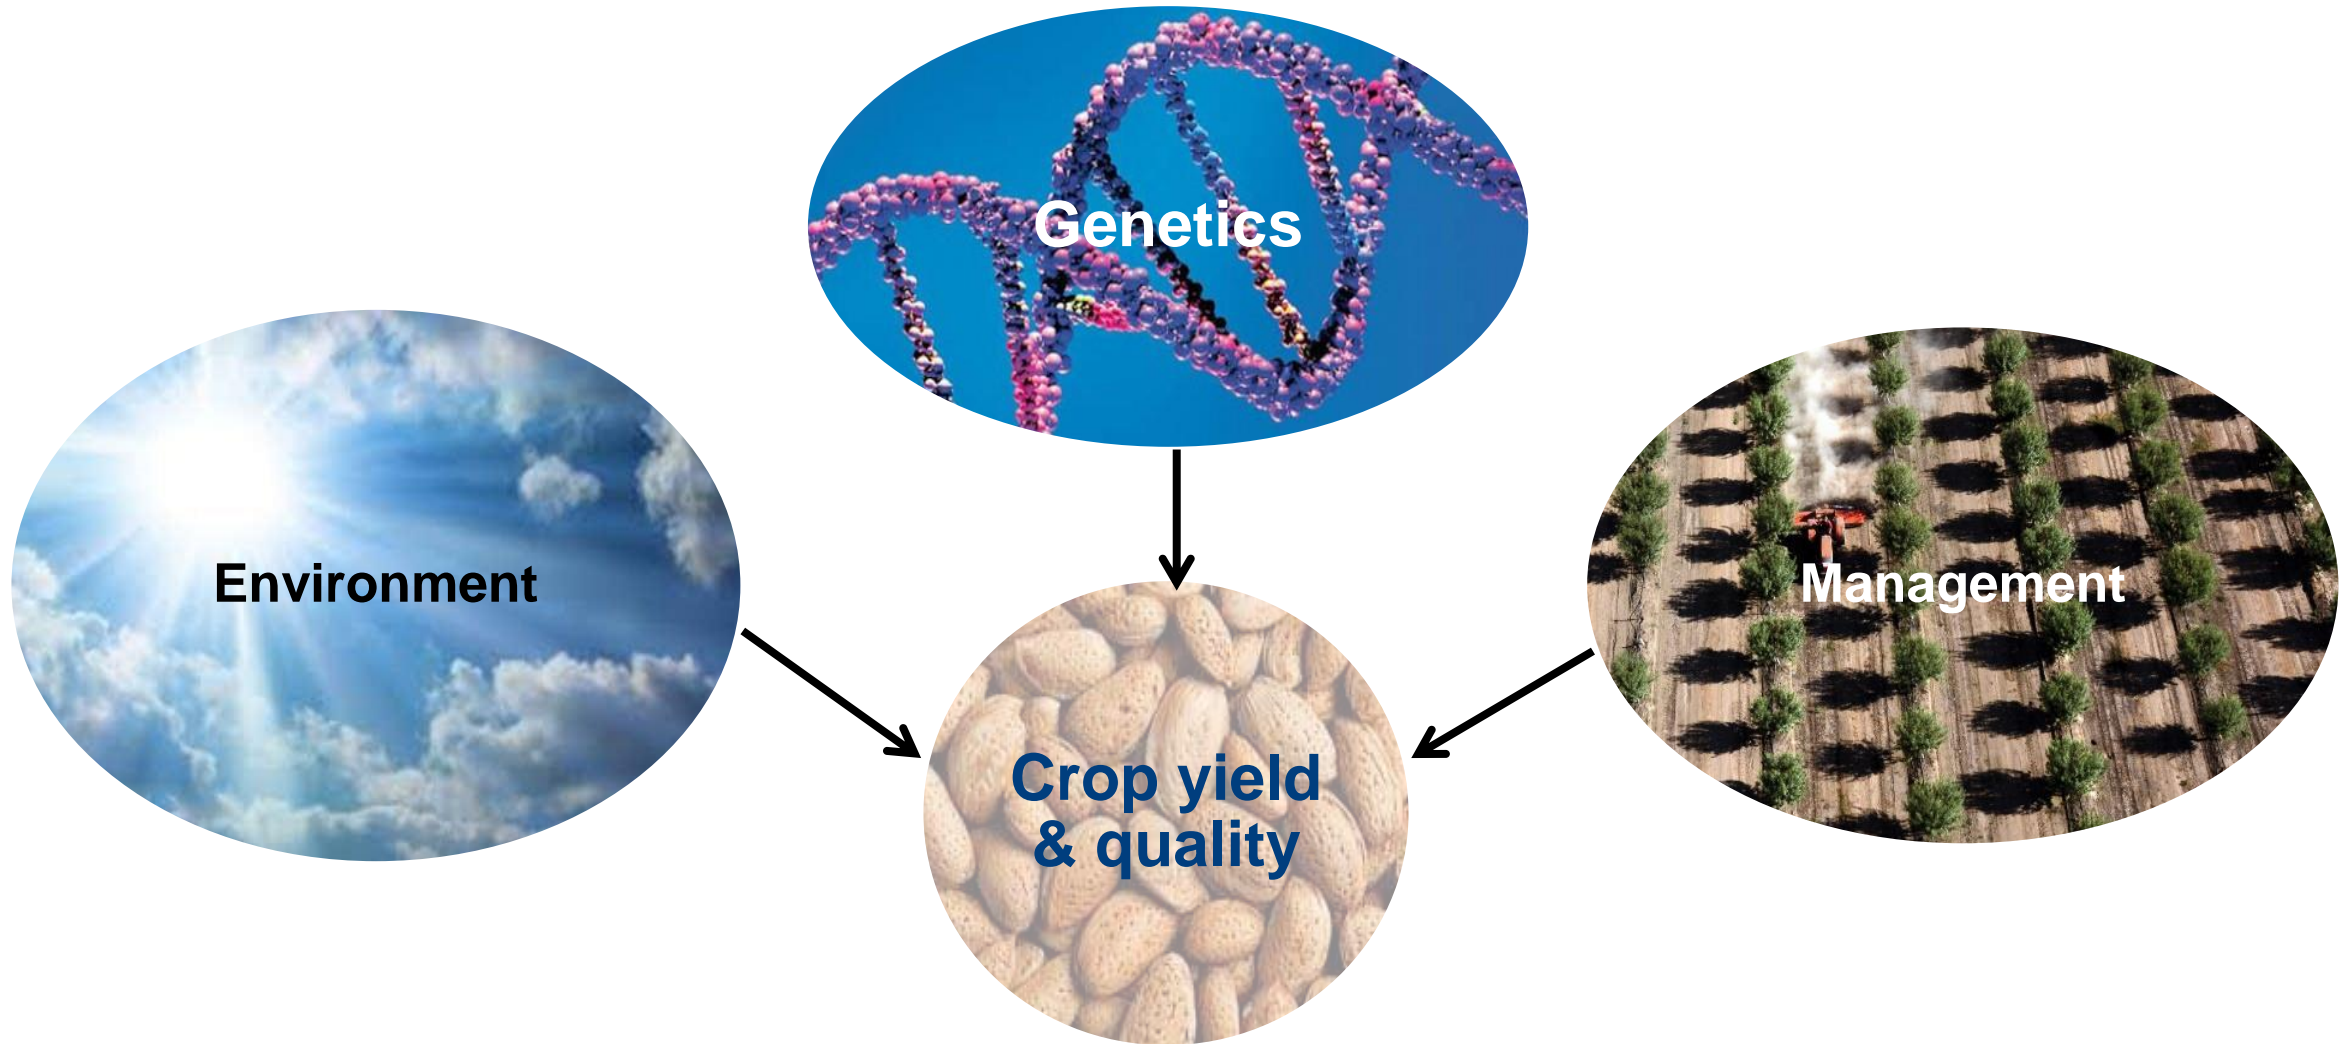 Genetics
Environment
Management
Crop yield
& quality